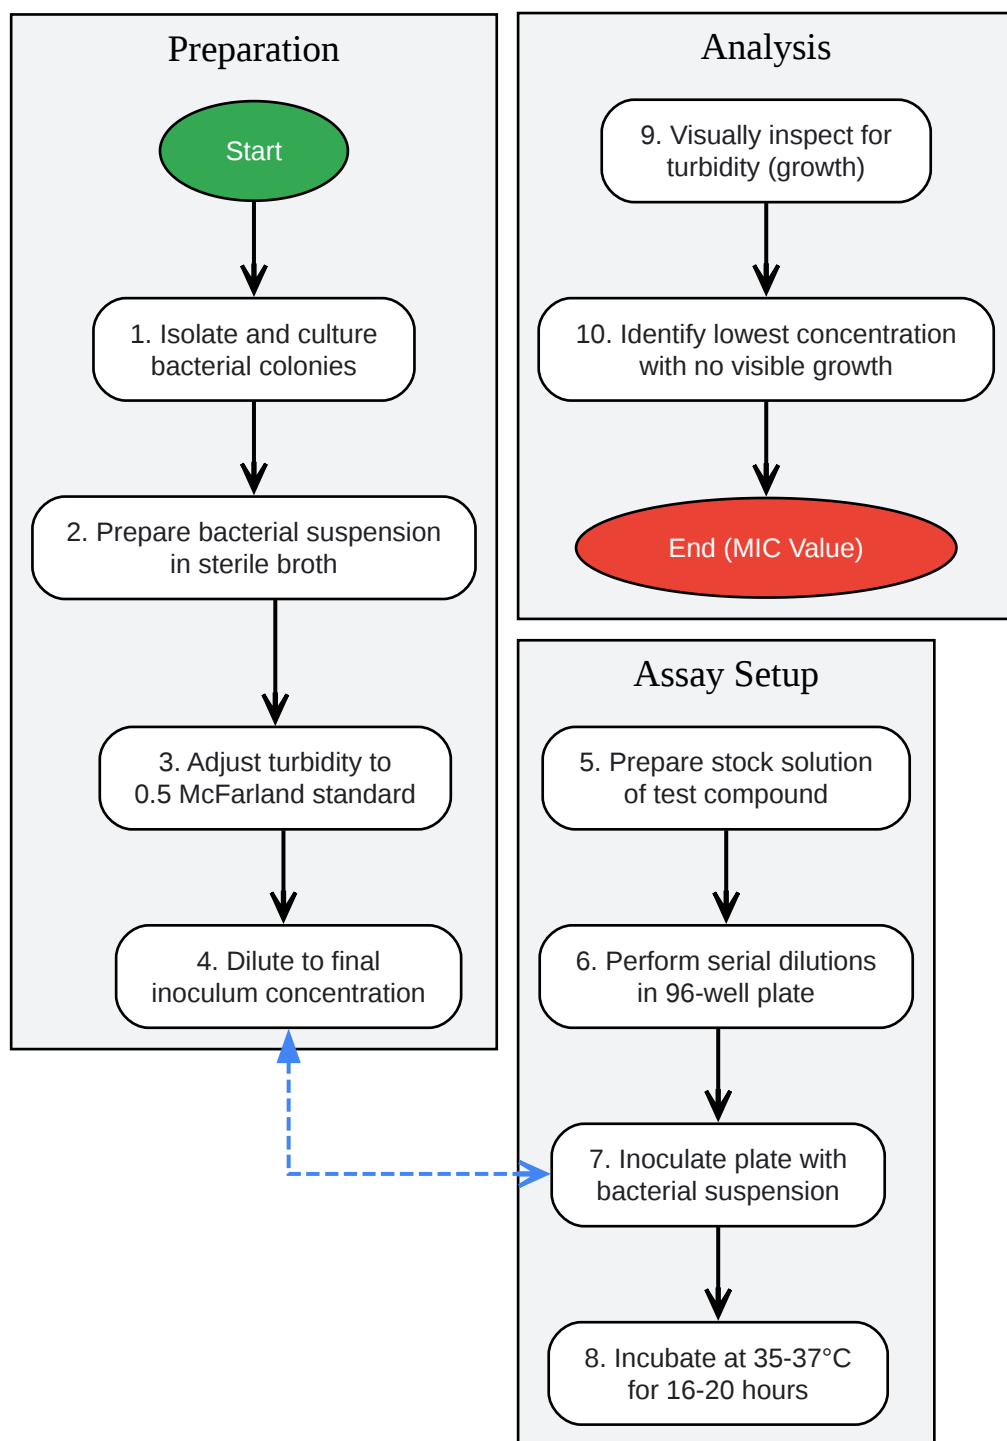 Preparation
Start
1. Isolate and culture
bacterial colonies
2. Prepare bacterial suspension
in sterile broth
3. Adjust turbidity to
0.5 McFarland standard
4. Dilute to final
inoculum concentration
Analysis
9. Visually inspect for
turbidity (growth)
10. Identify lowest concentration
with no visible growth
End (MIC Value)
Assay Setup
5. Prepare stock solution
of test compound
6. Perform serial dilutions
in 96-well plate
7. Inoculate plate with
bacterial suspension
8. Incubate at 35-37°C
for 16-20 hours